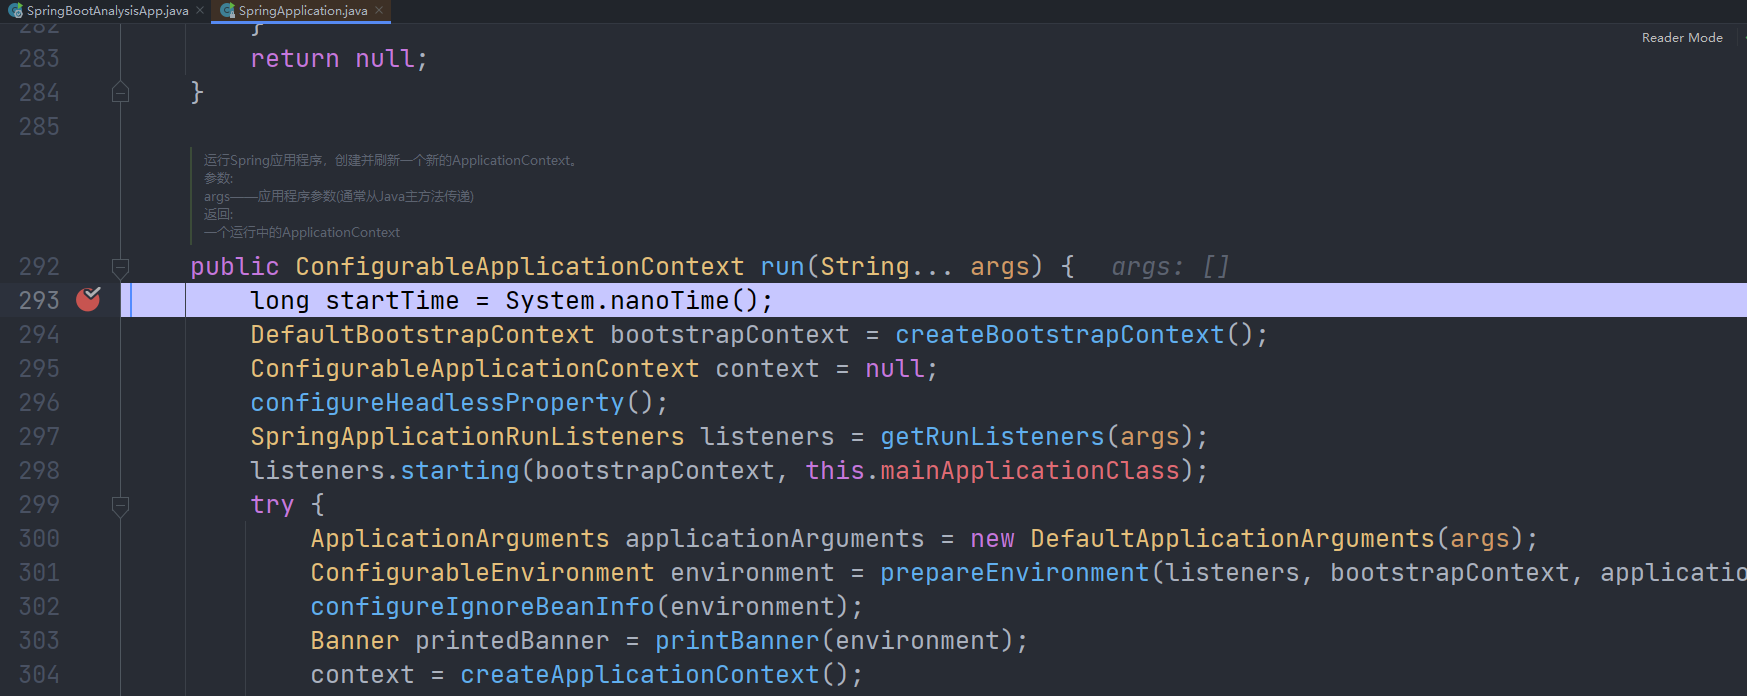 SpringBootAnalysisApp.java × SpringApplication.java ×
Reader Mode
282 }
283 return null;
284 }
285
运行Spring应用程序，创建并刷新一个新的ApplicationContext。
参数:
args——应用程序参数(通常从Java主方法传递)
返回:
一个运行中的ApplicationContext
292 public ConfigurableApplicationContext run(String... args) { args: []
293 long startTime = System.nanoTime();
294 DefaultBootstrapContext bootstrapContext = createBootstrapContext();
295 ConfigurableApplicationContext context = null;
296 configureHeadlessProperty();
297 SpringApplicationRunListeners listeners = getRunListeners(args);
298 listeners.starting(bootstrapContext, this.mainApplicationClass);
299 try {
300 ApplicationArguments applicationArguments = new DefaultApplicationArguments(args);
301 ConfigurableEnvironment environment = prepareEnvironment(listeners, bootstrapContext, applicatio
302 configureIgnoreBeanInfo(environment);
303 Banner printedBanner = printBanner(environment);
304 context = createApplicationContext();